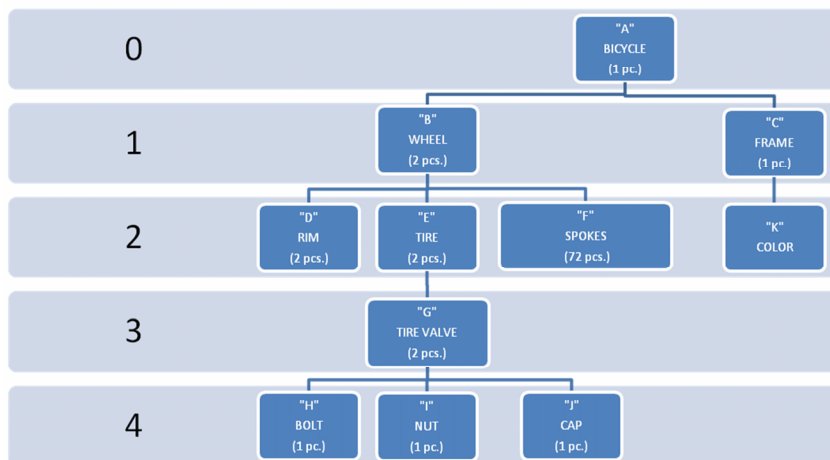 0
"A"
BICYCLE
(1 pc.)
1
"B"
WHEEL
(2 pcs.)
"C"
FRAME
(1 pc.)
2
"D"
RIM
(2 pcs.)
"E"
TIRE
(2 pcs.)
"F"
SPOKES
(72 pcs.)
"K"
COLOR
3
"G"
TIRE VALVE
(2 pcs.)
4
"H"
BOLT
(1 pc.)
"I"
NUT
(1 pc.)
"J"
CAP
(1 pc.)